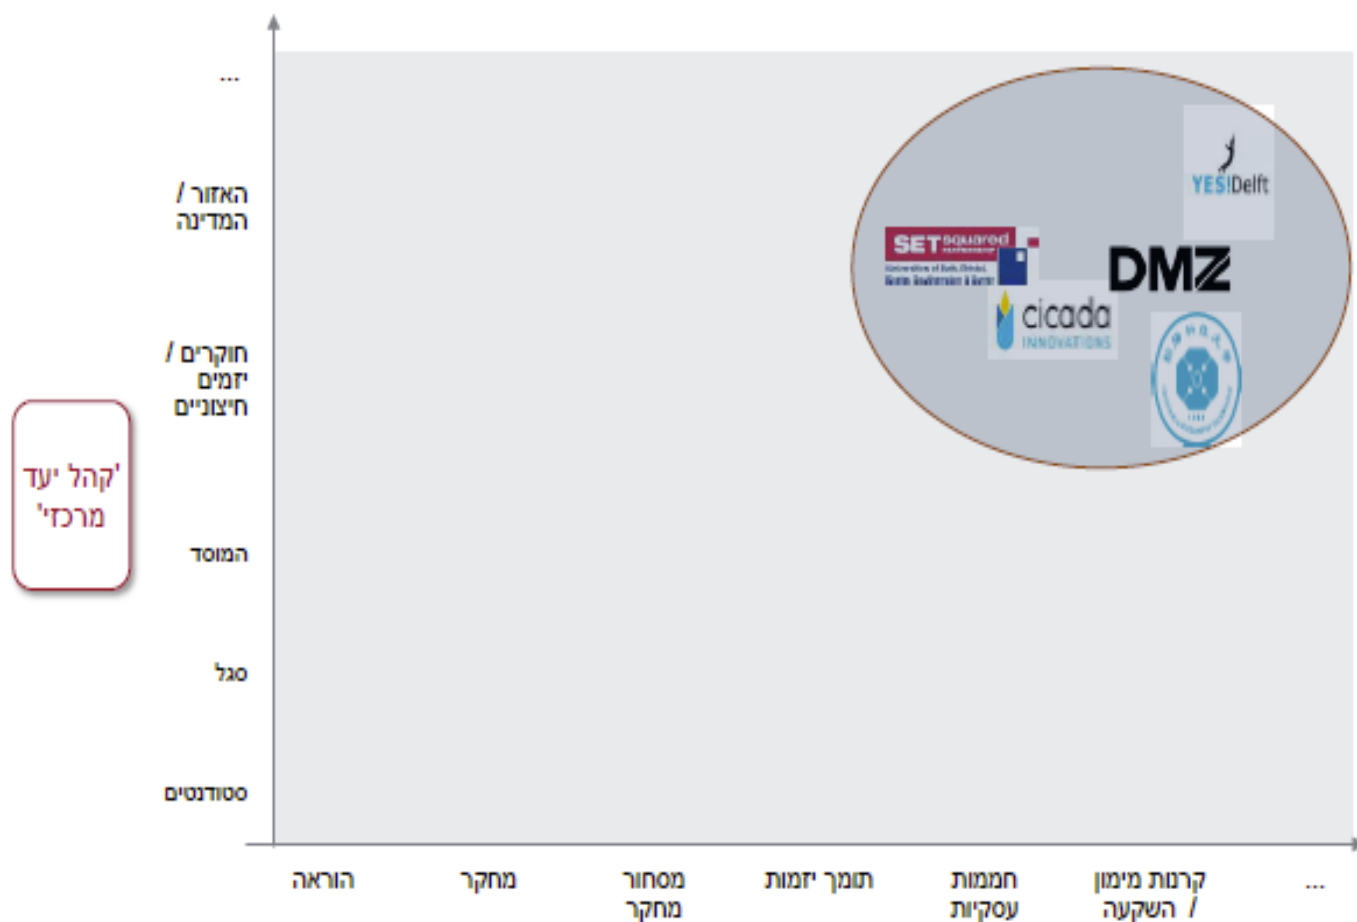 ...
האזור /
המדינה
חוקרים /
יזמים
חיצוניים
'קהל יעד
מרכזי'
המוסד
סגל
סטודנטים
YES!Delft
SETsquared
DMZ
cicada
INNOVATIONS
הוראה
מחקר
מסחור
מחקר
תומך יזמות
חממות
עסקיות
קרנות מימון
/ השקעה
...